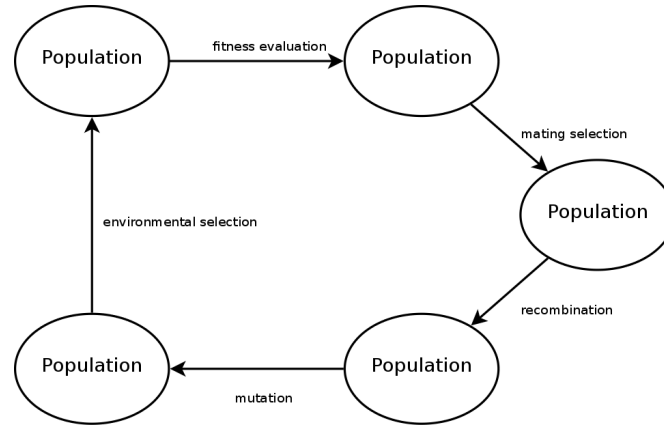 Population
fitness evaluation
Population
mating selection
Population
recombination
Population
mutation
Population
environmental selection